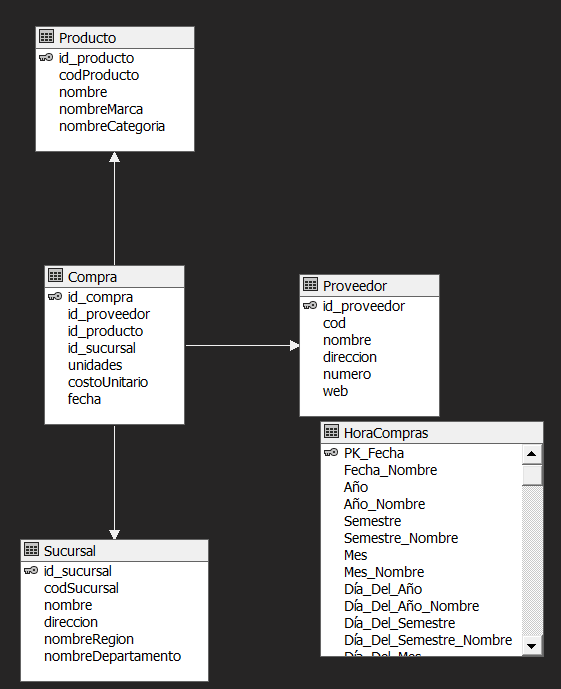 Producto
id_producto
codProducto
nombre
nombreMarca
nombreCategoria
Compra
id_compra
id_proveedor
id_producto
id_sucursal
unidades
costoUnitario
fecha
Proveedor
id_proveedor
cod
nombre
direccion
numero
web
HoraCompras
PK_Fecha
Fecha_Nombre
Año
Año_Nombre
Semestre
Semestre_Nombre
Mes
Mes_Nombre
Día_Del_Año
Día_Del_Año_Nombre
Día_Del_Semestre
Día_Del_Semestre_Nombre
Día_Del_Mes
Sucursal
id_sucursal
codSucursal
nombre
direccion
nombreRegion
nombreDepartamento